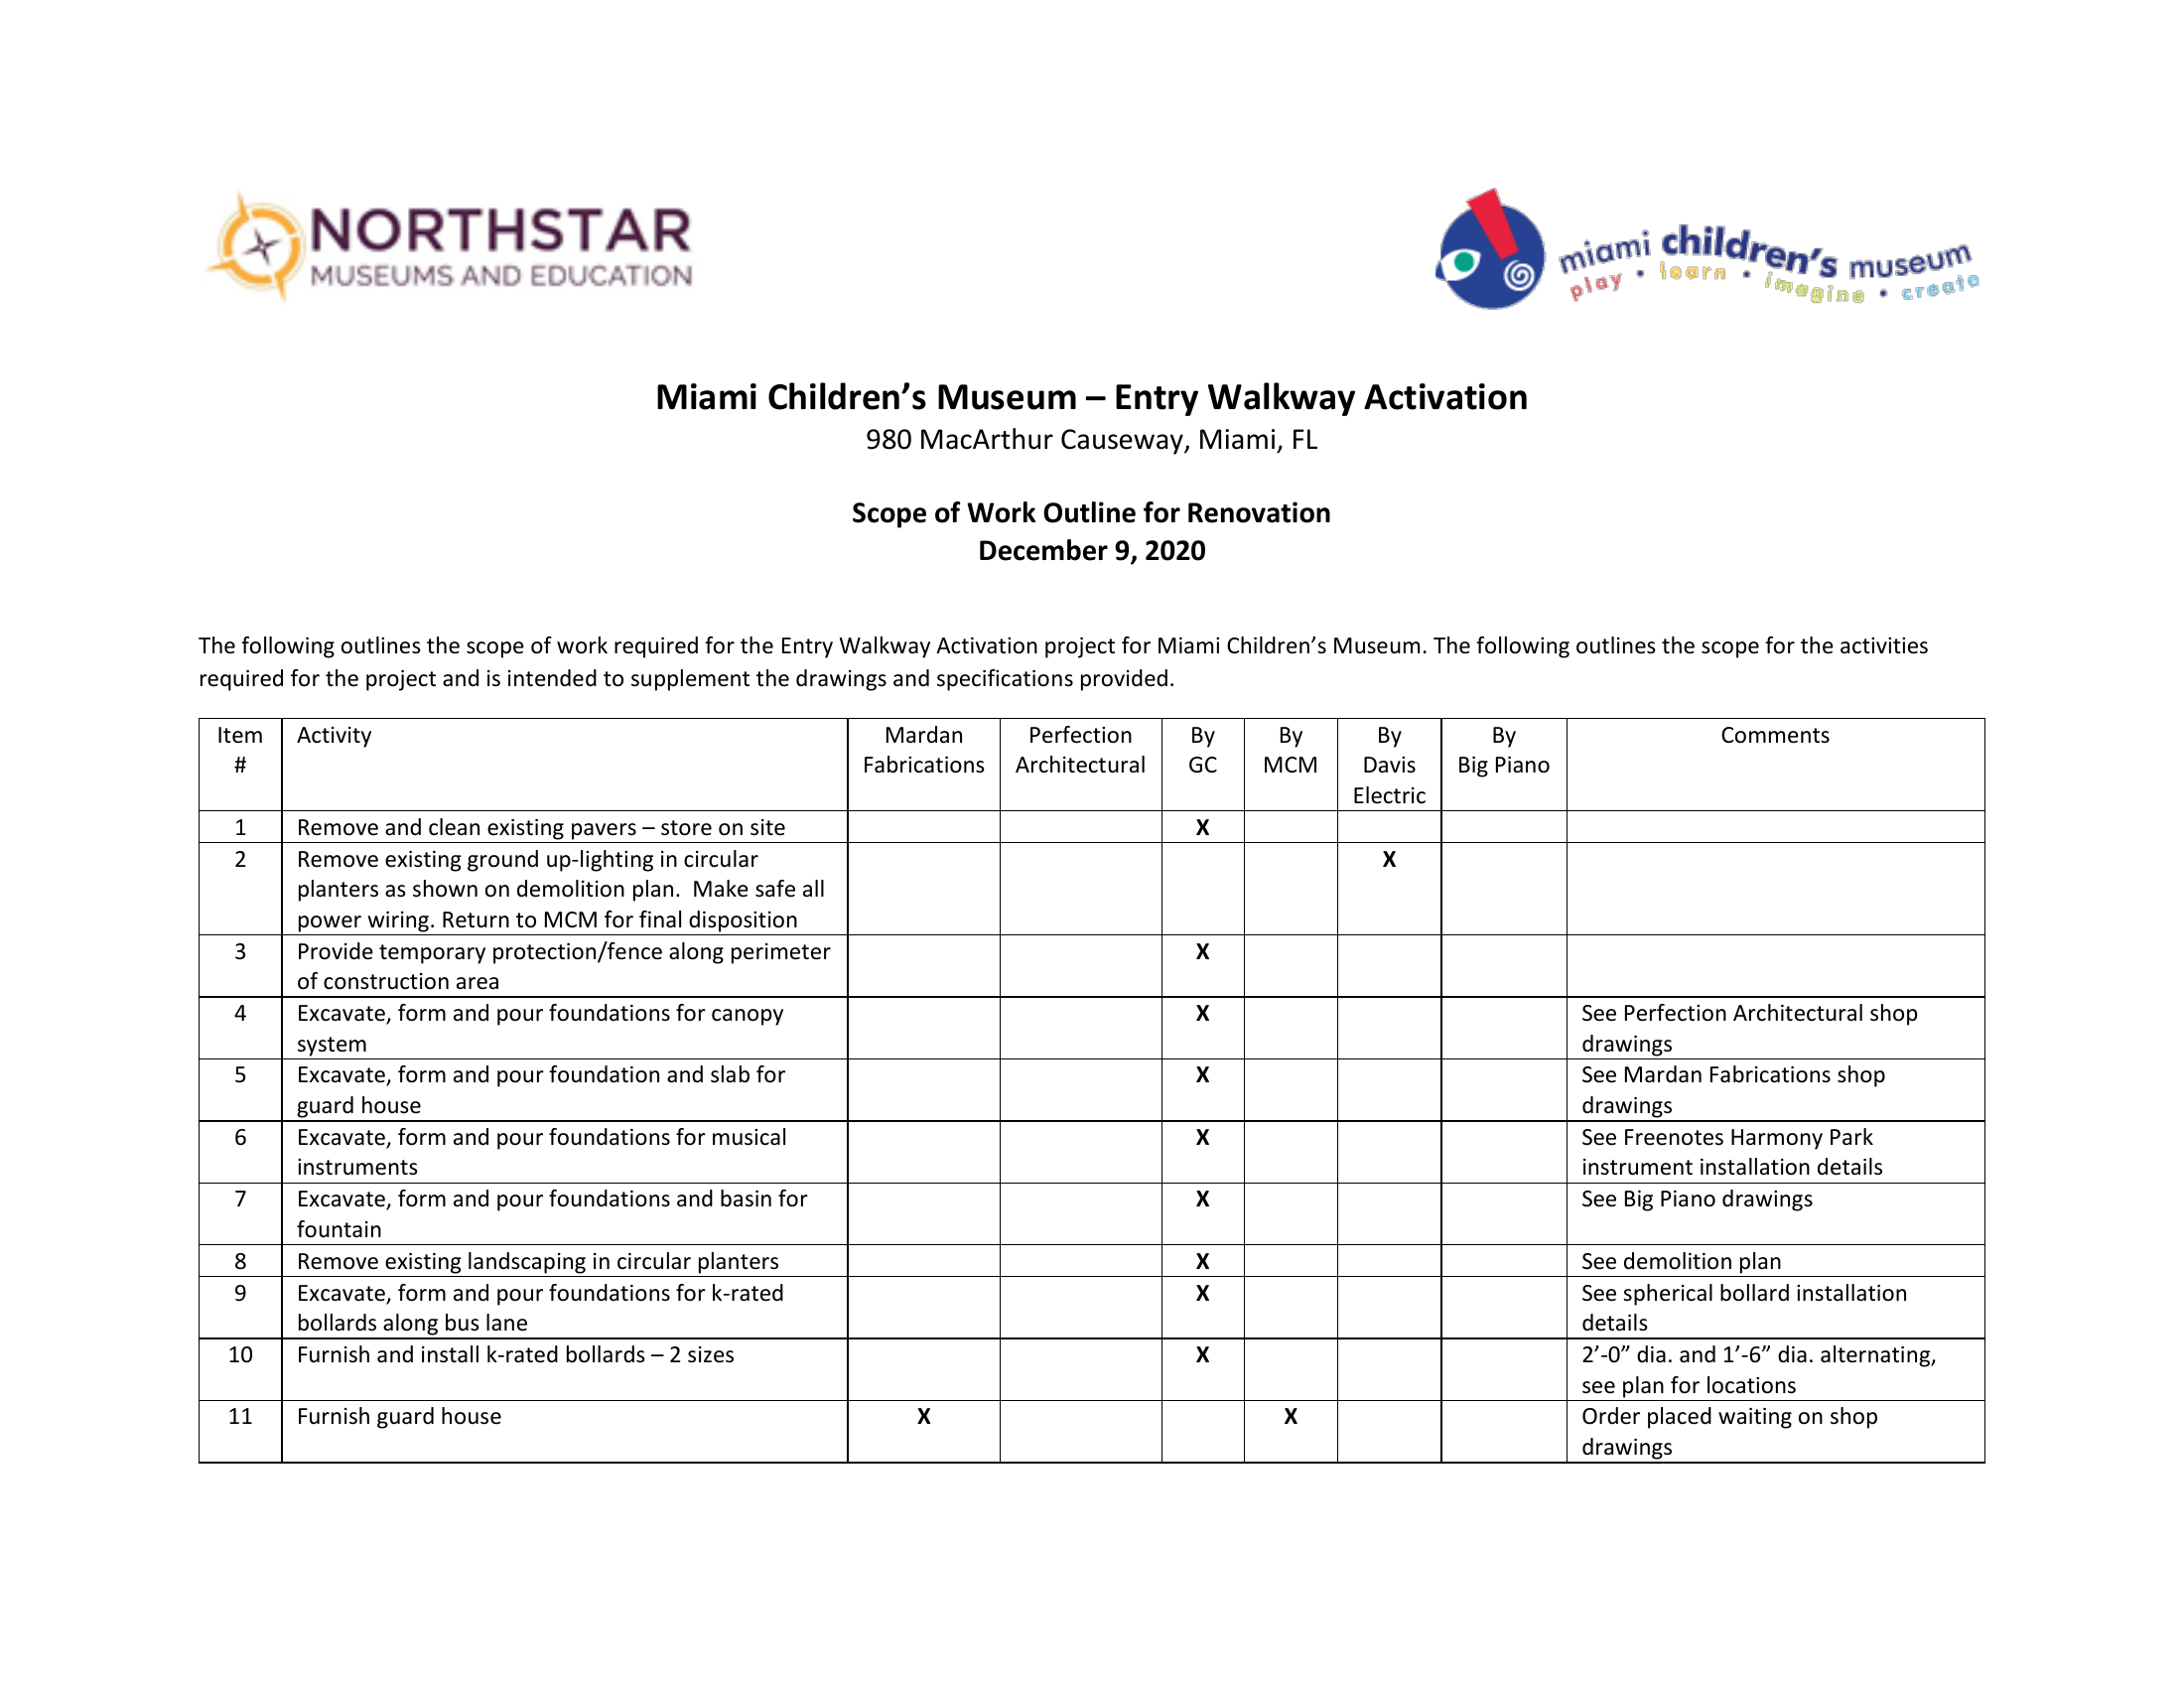 NORTHSTAR
MUSEUMS AND EDUCATION
miami children's museum
play • learn • imagine • create
Miami Children’s Museum – Entry Walkway Activation
980 MacArthur Causeway, Miami, FL
Scope of Work Outline for Renovation
December 9, 2020
The following outlines the scope of work required for the Entry Walkway Activation project for Miami Children’s Museum. The following outlines the scope for the activities
required for the project and is intended to supplement the drawings and specifications provided.
Item # Activity Mardan Fabrications Perfection Architectural By GC By MCM By Davis Electric By Big Piano Comments
1 Remove and clean existing pavers – store on site X
2 Remove existing ground up-lighting in circular X
planters as shown on demolition plan. Make safe all
power wiring. Return to MCM for final disposition
3 Provide temporary protection/fence along perimeter X
of construction area
4 Excavate, form and pour foundations for canopy X See Perfection Architectural shop
system drawings
5 Excavate, form and pour foundation and slab for X See Mardan Fabrications shop
guard house drawings
6 Excavate, form and pour foundations for musical X See Freenotes Harmony Park
instruments instrument installation details
7 Excavate, form and pour foundations and basin for X See Big Piano drawings
fountain
8 Remove existing landscaping in circular planters X See demolition plan
9 Excavate, form and pour foundations for k-rated X See spherical bollard installation
bollards along bus lane details
10 Furnish and install k-rated bollards – 2 sizes X 2’-0” dia. and 1’-6” dia. alternating,
see plan for locations
11 Furnish guard house X X Order placed waiting on shop
drawings